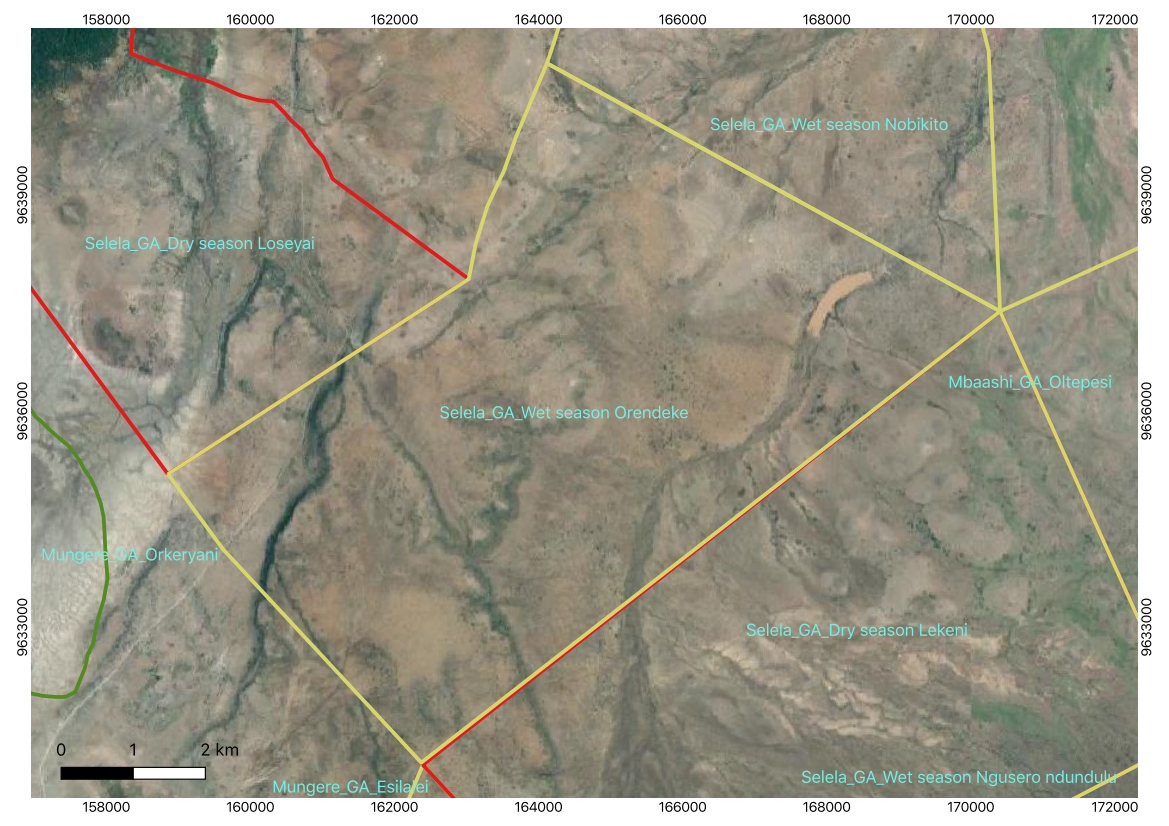 158000 160000 162000 164000 166000 168000 170000 172000
Selela_GA_Wet season Nobikito
9639000 9639000
Selela_GA_Dry season Loseyai
Mbaashi_GA_Oltepesi
9636000 9636000
Selela_GA_Wet season Orendeke
Mungere_GA_Orkeryani
9633000 9633000
Selela_GA_Dry season Lekeni
0 1 2 km
Selela_GA_Wet season Ngusero ndundulu
Mungere_GA_Esilalei
158000 160000 162000 164000 166000 168000 170000 172000